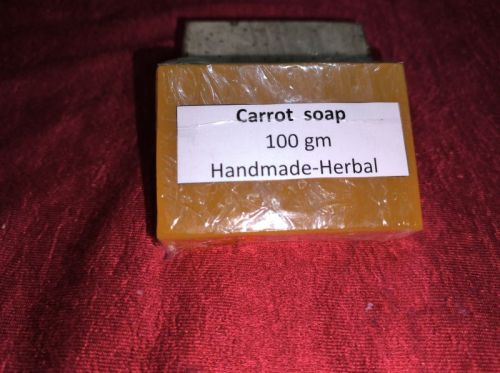 Carrot soap
100 gm
Handmade-Herbal